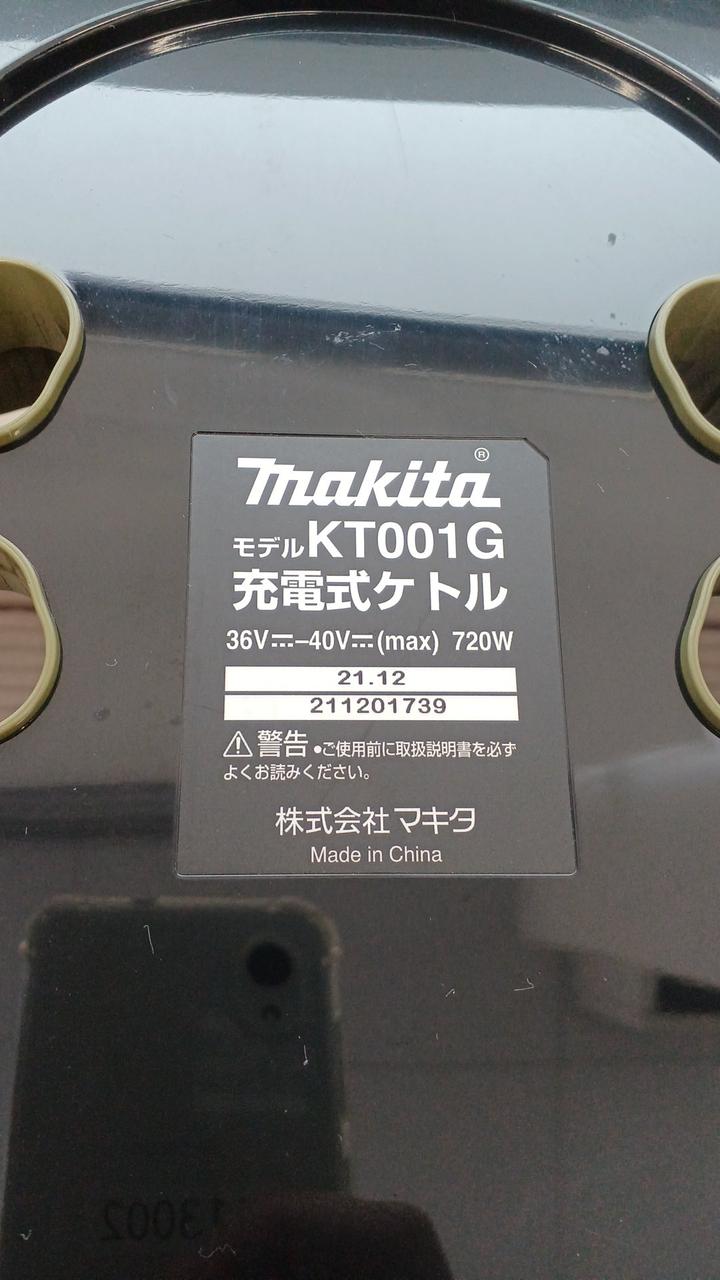 makita®
モデルKT001G
充電式ケトル
36V⎓–40V⎓(max) 720W
21.12
211201739
⚠警告 •ご使用前に取扱説明書を必ず
よくお読みください。
株式会社マキタ
Made in China
13002